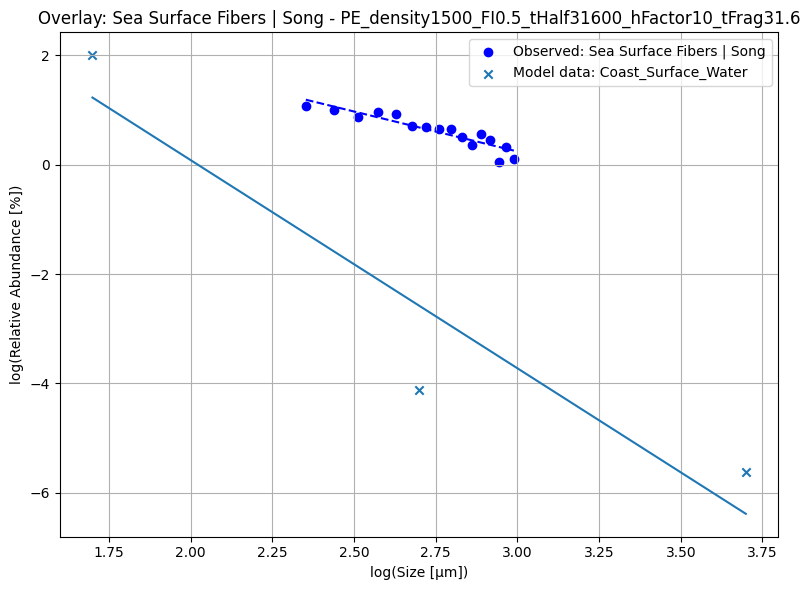 Overlay: Sea Surface Fibers | Song - PE_density1500_FI0.5_tHalf31600_hFactor10_tFrag31.6
Observed: Sea Surface Fibers | Song
Model data: Coast_Surface_Water
log(Relative Abundance [%])
2
0
−2
−4
−6
1.75 2.00 2.25 2.50 2.75 3.00 3.25 3.50 3.75
log(Size [μm])